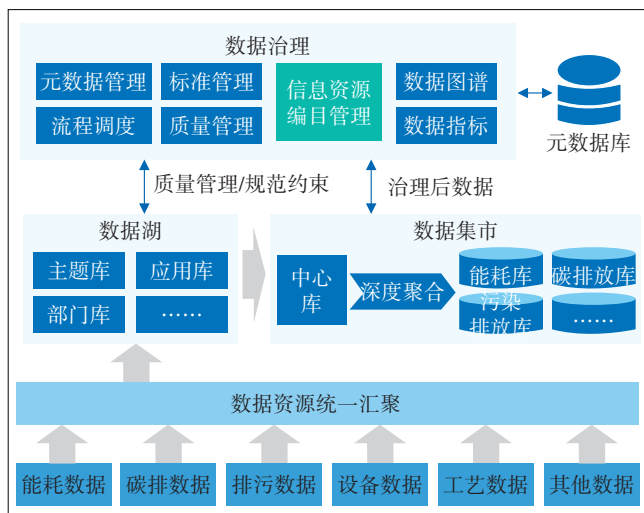 数据治理
元数据管理
标准管理
信息资源
编目管理
数据图谱
流程调度
质量管理
数据指标
元数据库
质量管理/规范约束
治理后数据
数据湖
数据集市
主题库
应用库
部门库
……
中心
库
深度聚合
能耗库
碳排放库
污染
排放库
……
数据资源统一汇聚
能耗数据
碳排数据
排污数据
设备数据
工艺数据
其他数据